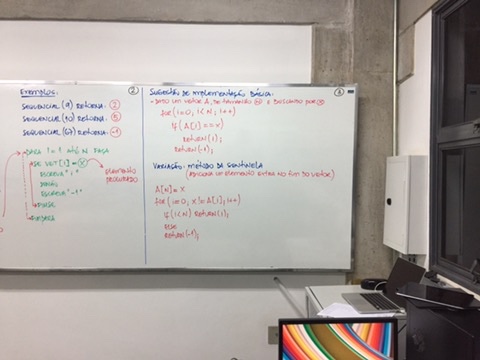 EXEMPLOS: 2
SEQUENCIAL (9) RETORNA: 2
SEQUENCIAL (10) RETORNA: 5
SEQUENCIAL (67) RETORNA: -1
PARA i = 1 ATÉ N FAÇA
SE VET[i] = X
ESCREVA "i"
SENÃO
ESCREVA "-1"
FIMSE
FIMPARA
ELEMENTO
PROCURADO
SUGESTÃO DE IMPLEMENTAÇÃO BÁSICA: 3
- DADO UM VETOR A, DE TAMANHO N E BUSCANDO POR X
for (i=0; i<N; i++)
if (A[i] == x)
return (i);
return (-1);
VARIAÇÃO: MÉTODO DA SENTINELA
(ADICIONA UM ELEMENTO EXTRA NO FIM DO VETOR)
A[N] = X
for (i=0; x != A[i]; i++)
if (i<N) return (i);
ELSE
return (-1);